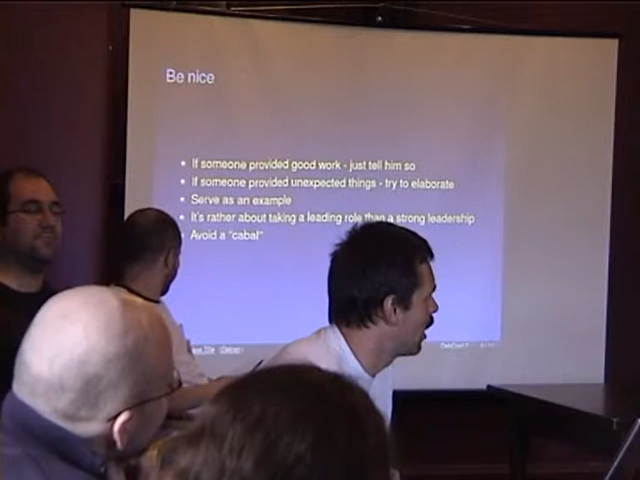 Be nice
If someone provided good work - just tell him so
If someone provided unexpected things - try to elaborate
Serve as an example
It's rather about taking a leading role than a strong leadership
Avoid a "cabal"
(Debian)